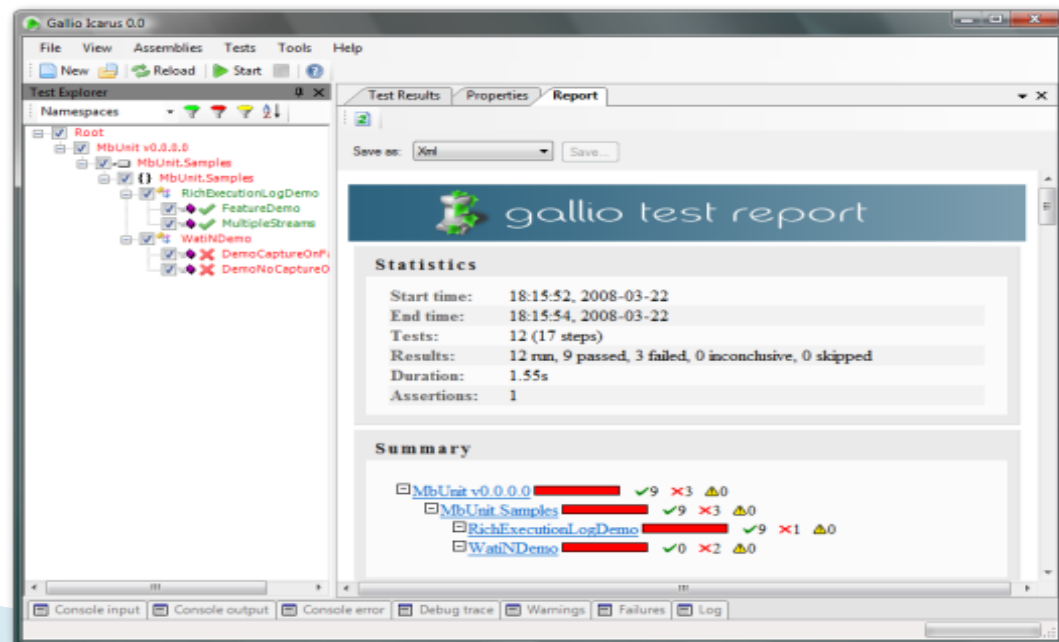 Gallio Icarus 0.0
File View Assemblies Tests Tools Help
New Reload Start
Test Explorer
Namespaces
Root
MbUnit v0.0.0.0
MbUnit.Samples
{} MbUnit.Samples
RichExecutionLogDemo
FeatureDemo
MultipleStreams
WatiNDemo
DemoCaptureOnF
DemoNoCaptureO
Test Results Properties Report
Save as: Xml Save...
gallio test report
Statistics
Start time: 18:15:52, 2008-03-22
End time: 18:15:54, 2008-03-22
Tests: 12 (17 steps)
Results: 12 run, 9 passed, 3 failed, 0 inconclusive, 0 skipped
Duration: 1.55s
Assertions: 1
Summary
MbUnit v0.0.0.0 9 3 0
MbUnit.Samples 9 3 0
RichExecutionLogDemo 9 1 0
WatiNDemo 0 2 0
Console input Console output Console error Debug trace Warnings Failures Log